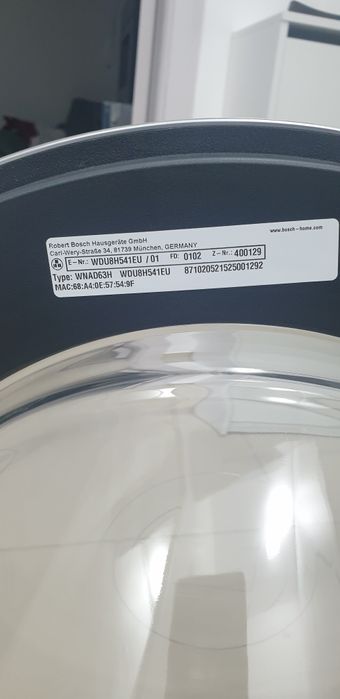 www.bosch-home.com
Robert Bosch Hausgeräte GmbH
Carl-Wery-Straße 34, 81739 München, GERMANY
E-Nr.: WDU8H541EU / 01 FD: 0102 Z-Nr.: 400129
Type: WNAD63H WDU8H541EU 871020521525001292
MAC:68:A4:0E:57:54:9F